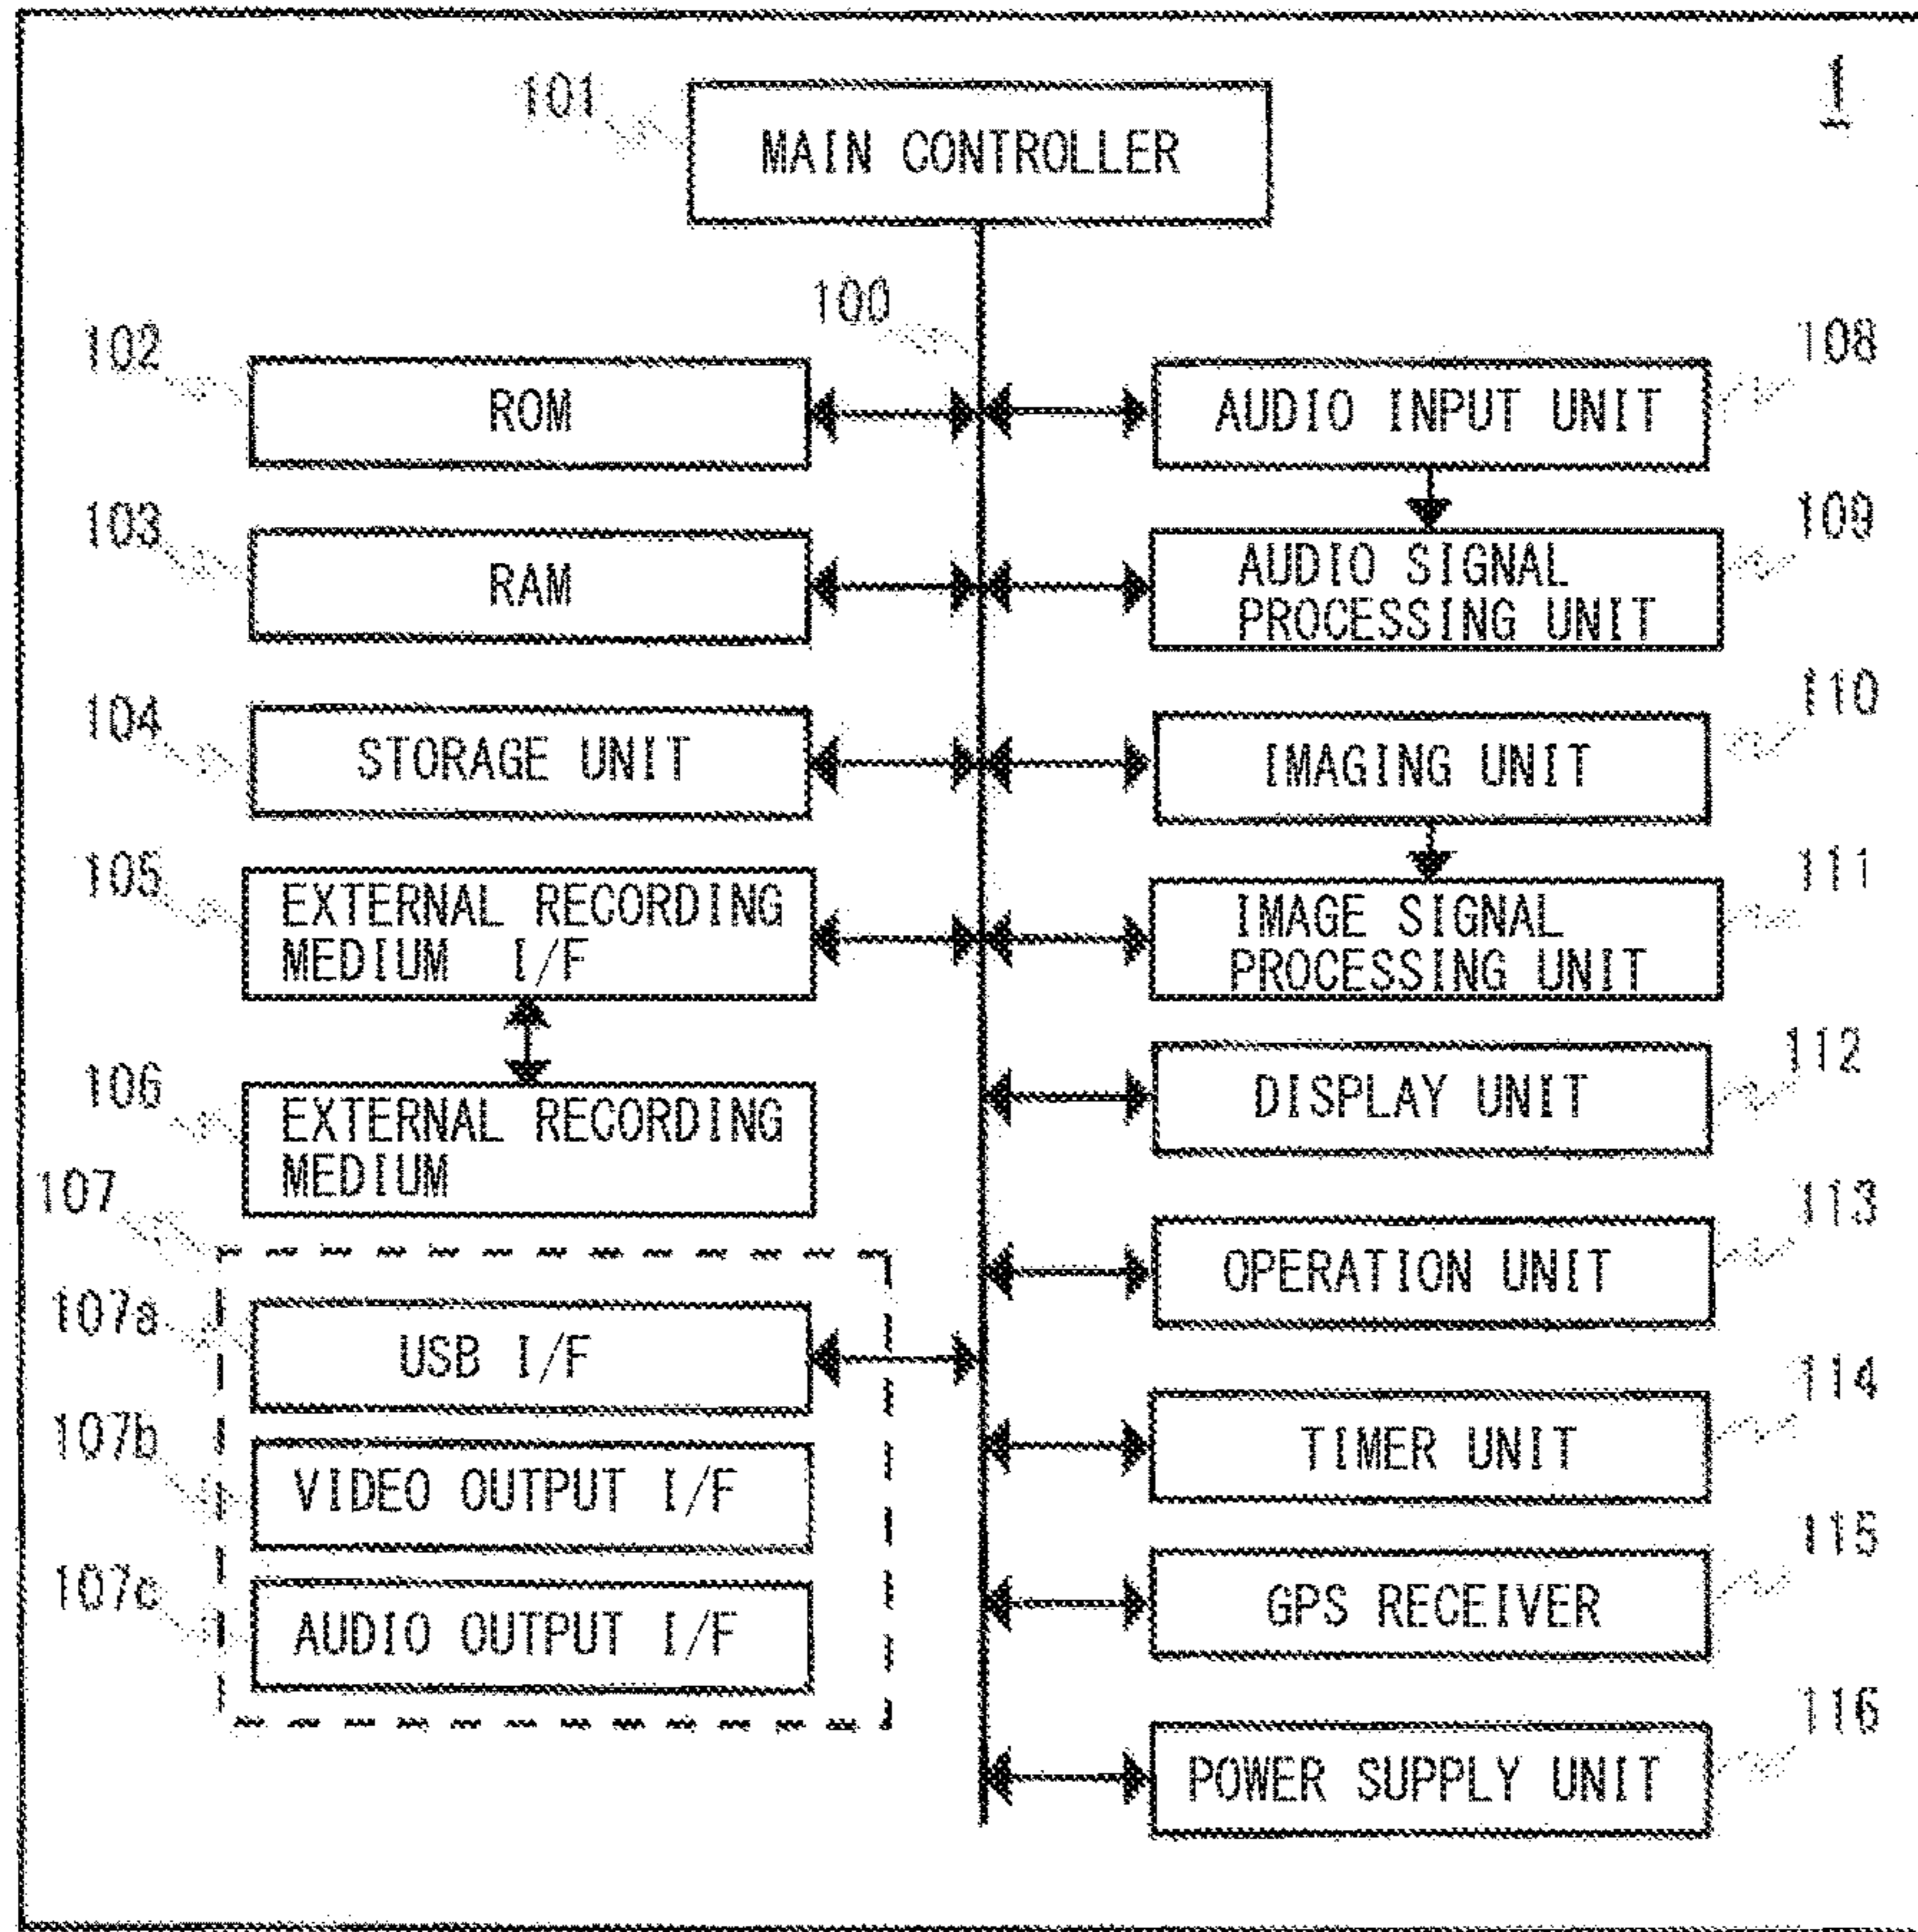 1
101
MAIN CONTROLLER
100
102
ROM
103
RAM
104
STORAGE UNIT
105
EXTERNAL RECORDING
MEDIUM I/F
106
EXTERNAL RECORDING
MEDIUM
107
107a
USB I/F
107b
VIDEO OUTPUT I/F
107c
AUDIO OUTPUT I/F
108
AUDIO INPUT UNIT
109
AUDIO SIGNAL
PROCESSING UNIT
110
IMAGING UNIT
111
IMAGE SIGNAL
PROCESSING UNIT
112
DISPLAY UNIT
113
OPERATION UNIT
114
TIMER UNIT
115
GPS RECEIVER
116
POWER SUPPLY UNIT